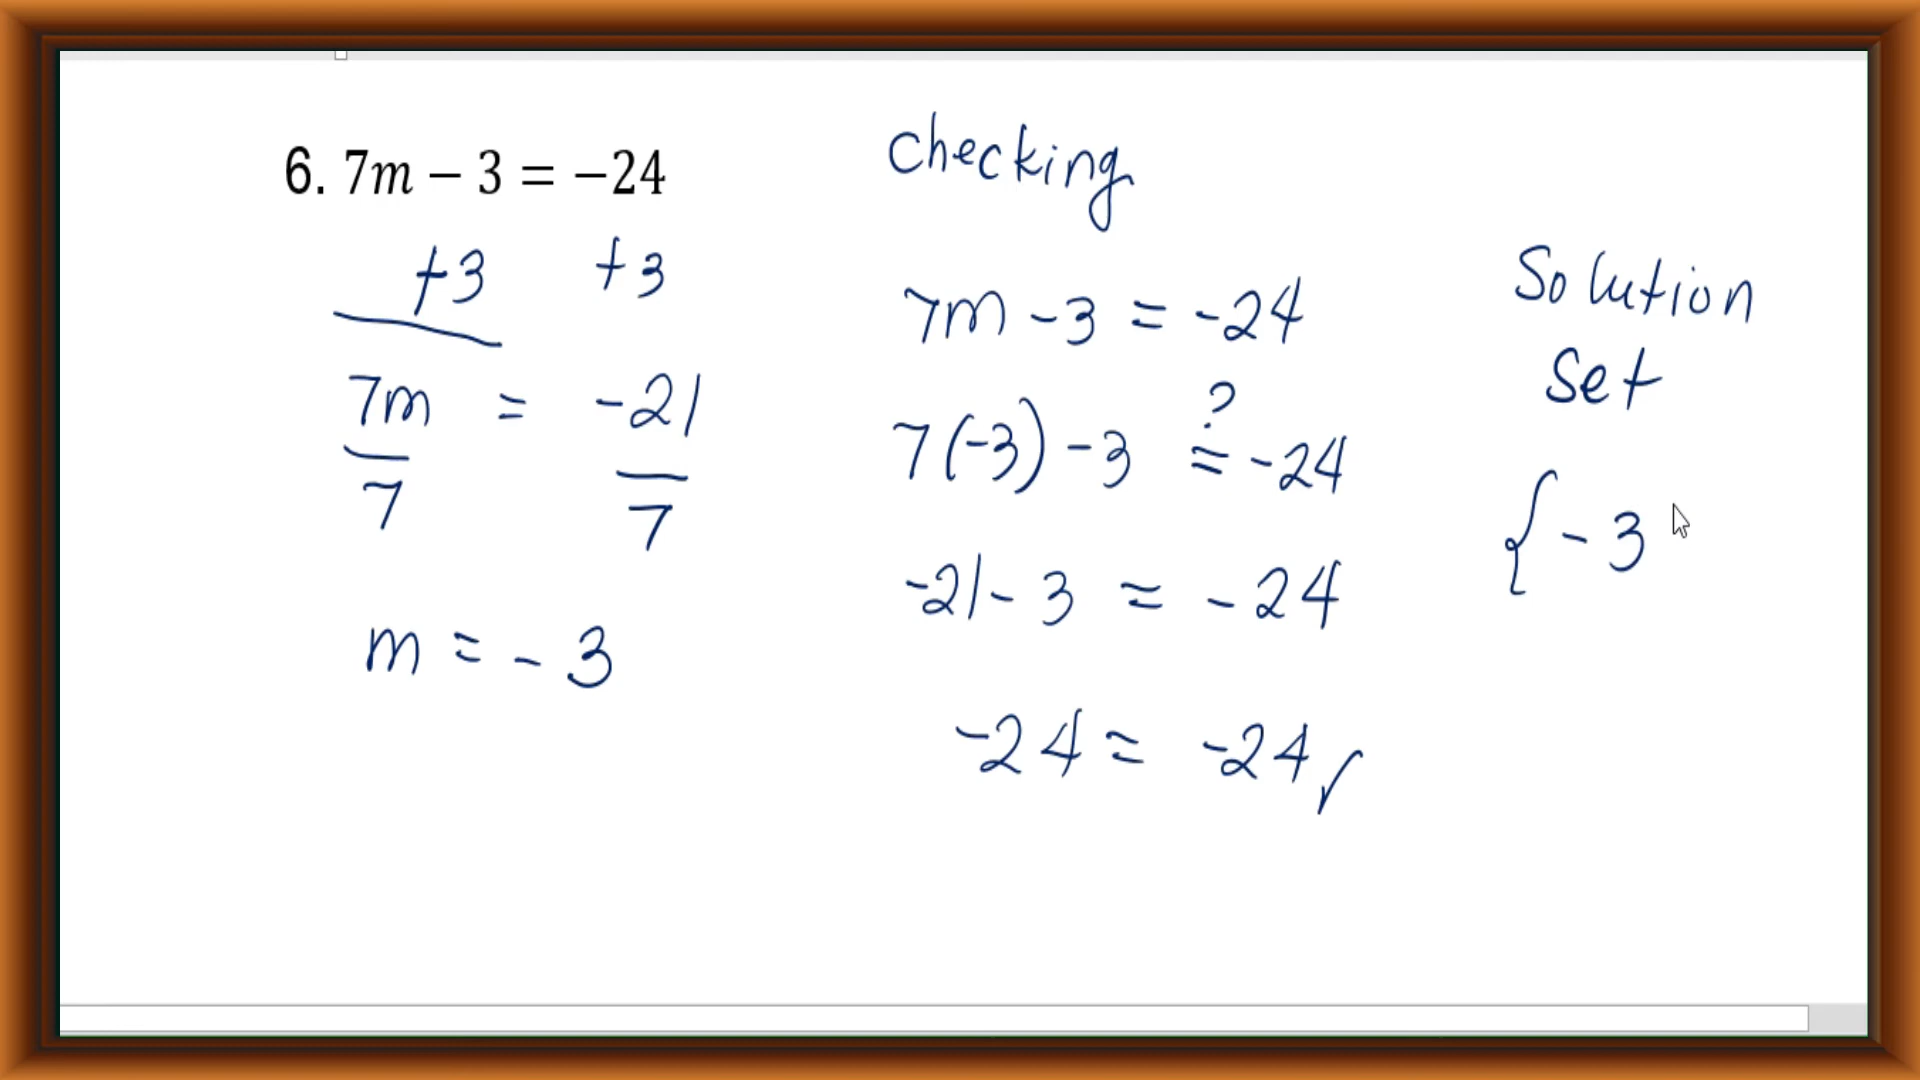 6. 7m − 3 = −24
+3 +3
7m = -21
7 7
m = -3
Checking
7m -3 = -24
?
7(-3) -3 = -24
-21 - 3 = -24
-24 = -24 ✓
Solution
Set
{ -3